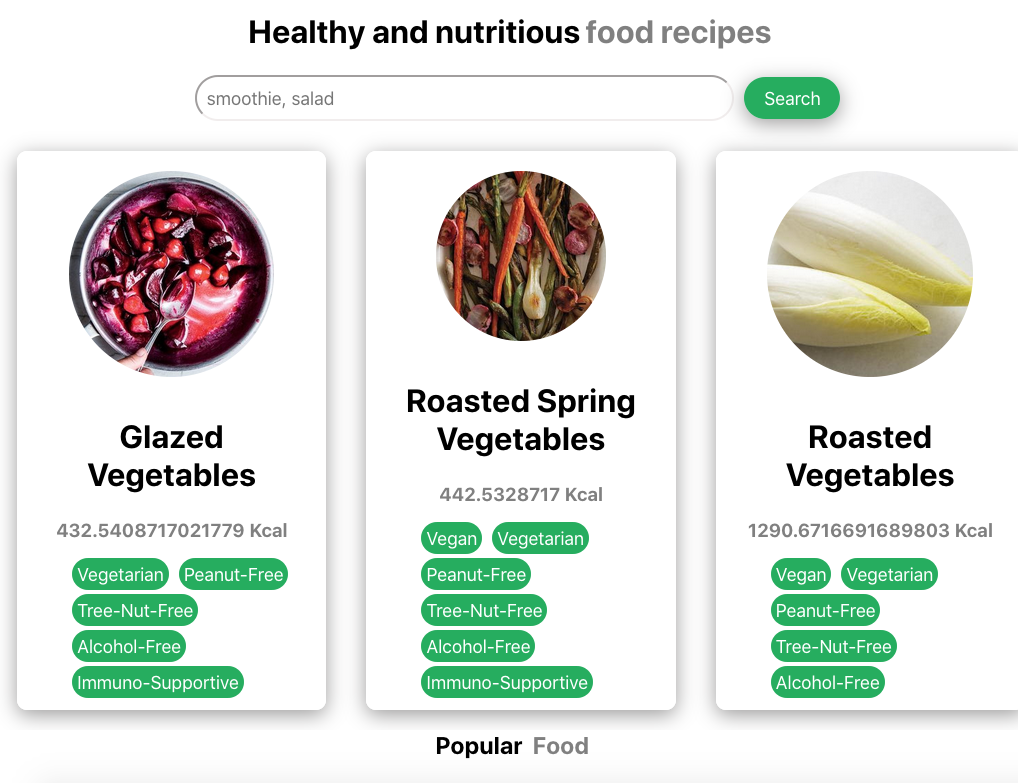 Healthy and nutritious food recipes
smoothie, salad
Search
Glazed
Vegetables
432.5408717021779 Kcal
Vegetarian Peanut-Free
Tree-Nut-Free
Alcohol-Free
Immuno-Supportive
Roasted Spring
Vegetables
442.5328717 Kcal
Vegan Vegetarian
Peanut-Free
Tree-Nut-Free
Alcohol-Free
Immuno-Supportive
Roasted
Vegetables
1290.6716691689803 Kcal
Vegan Vegetarian
Peanut-Free
Tree-Nut-Free
Alcohol-Free
Popular Food